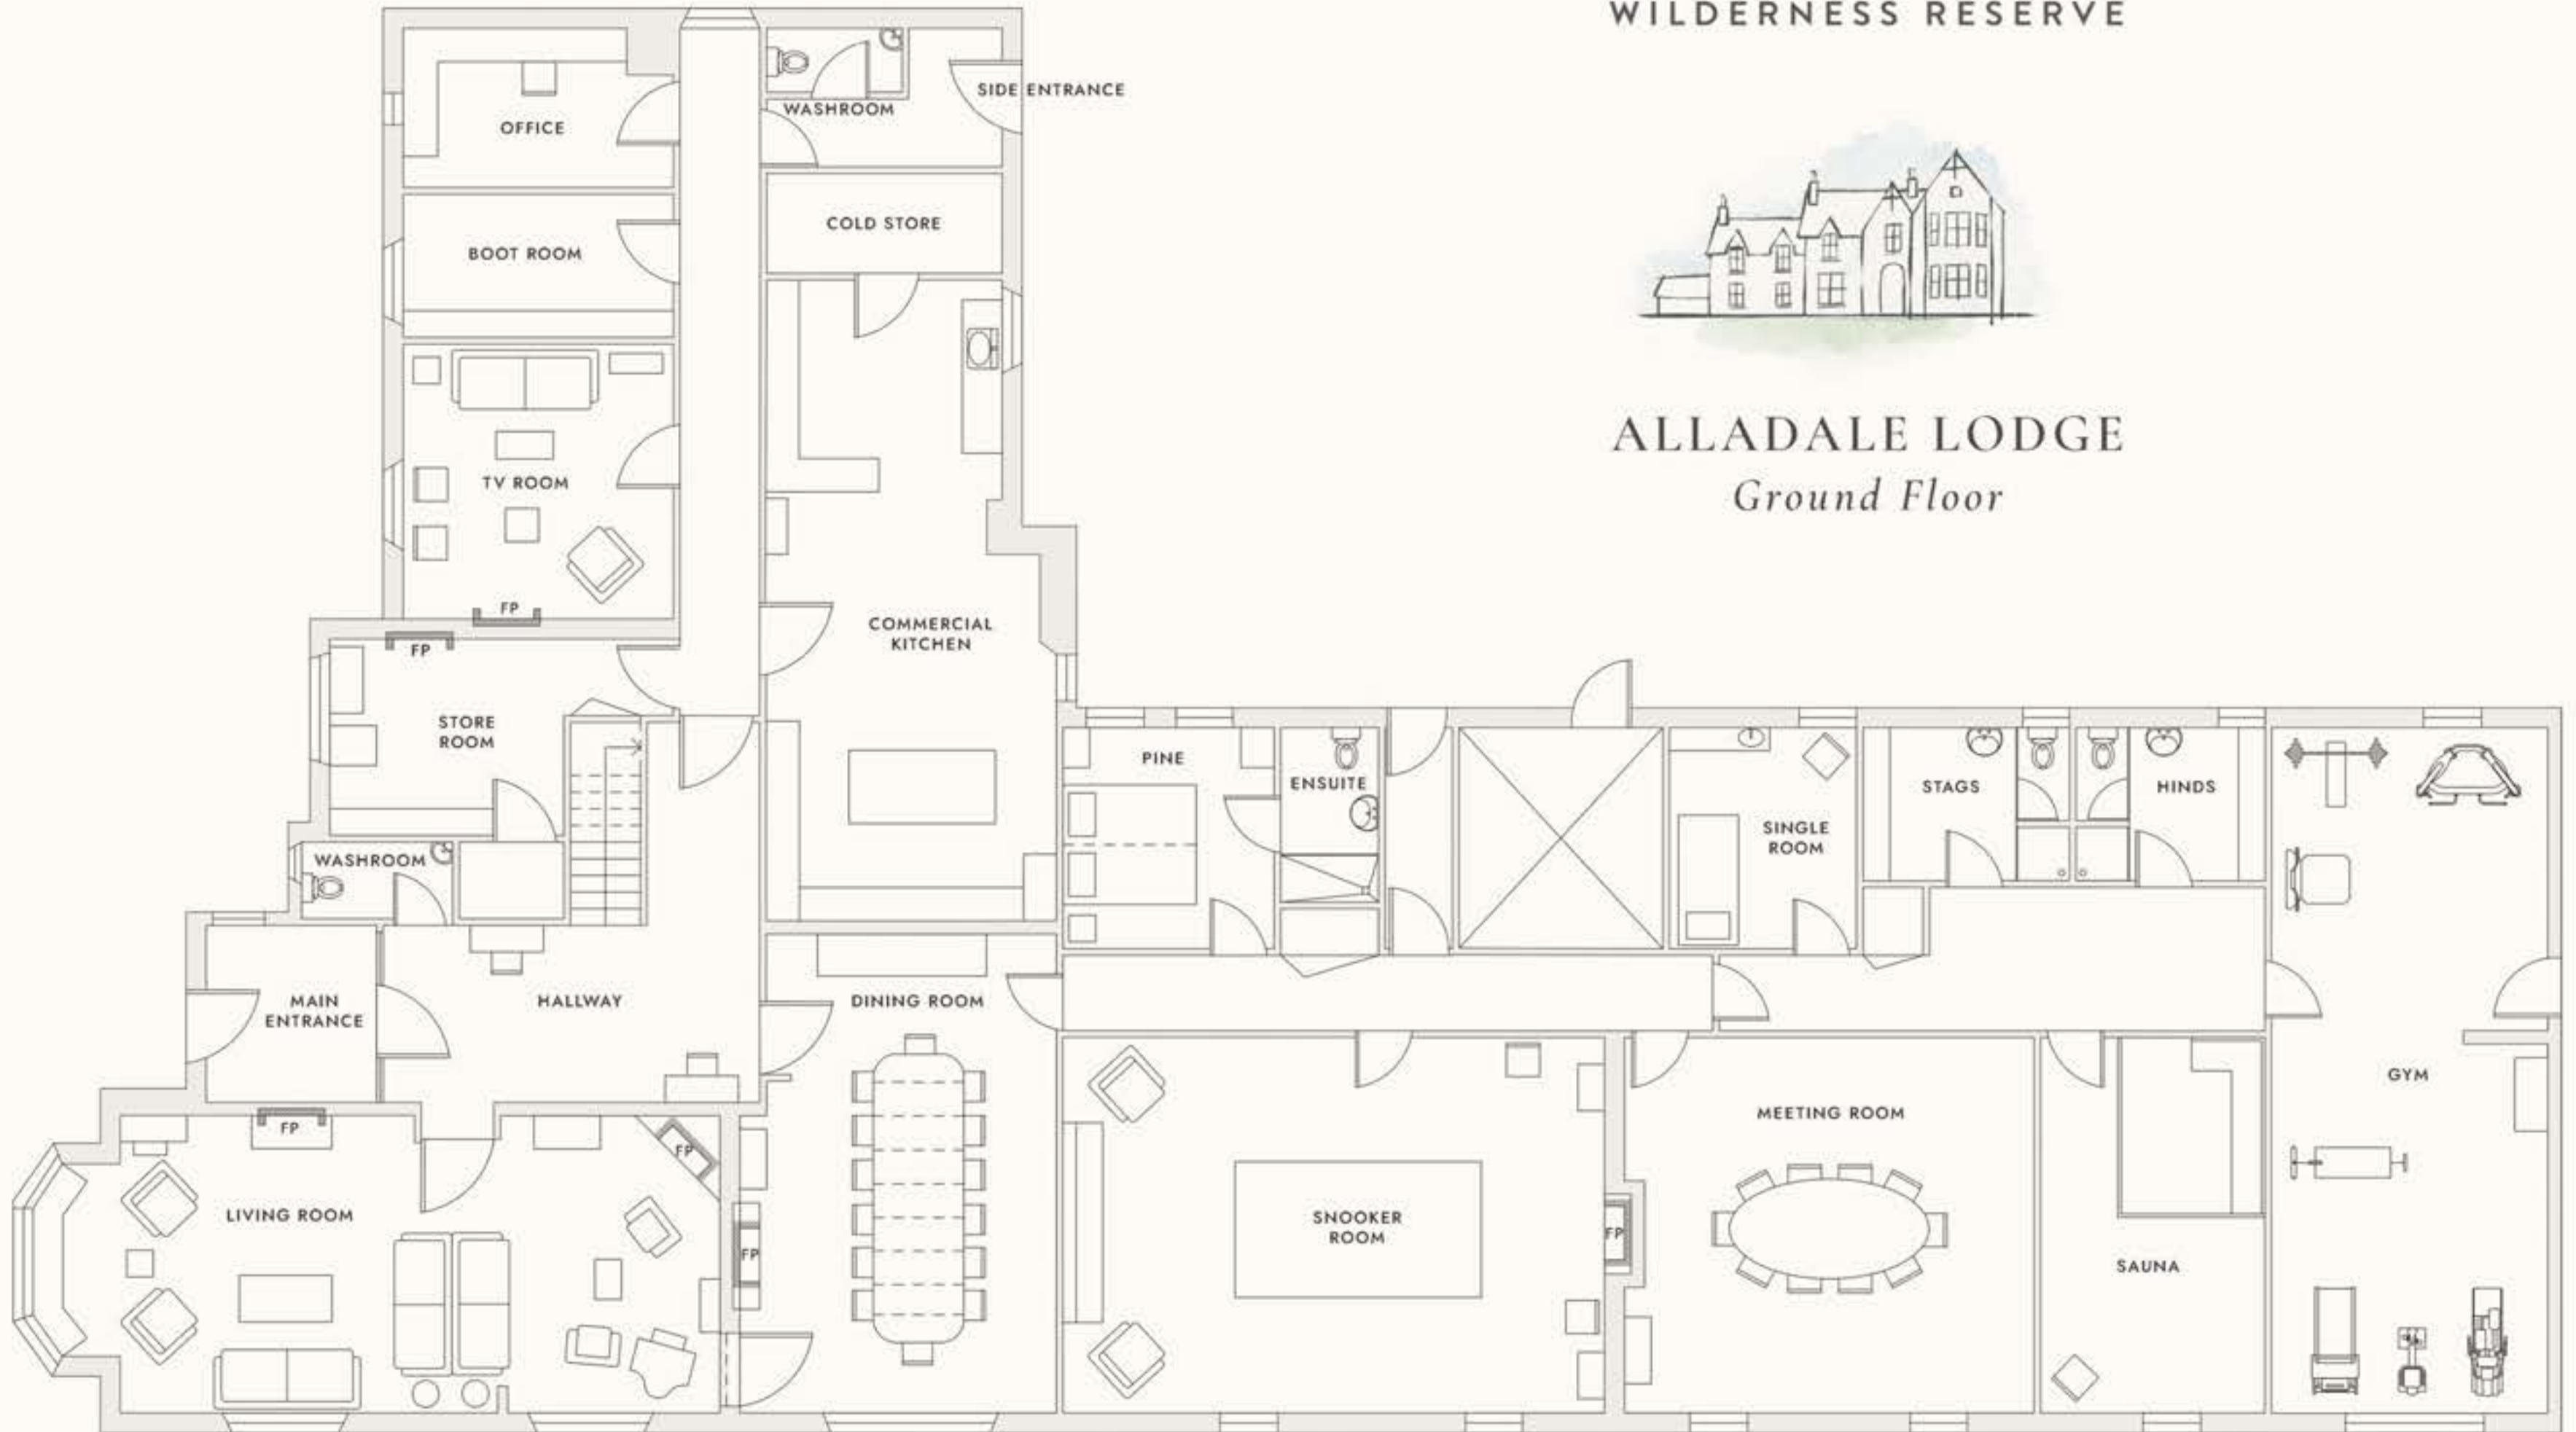 WILDERNESS RESERVE
ALLADALE LODGE
Ground Floor
OFFICE
WASHROOM
SIDE ENTRANCE
BOOT ROOM
COLD STORE
TV ROOM
FP
FP
COMMERCIAL
KITCHEN
STORE
ROOM
WASHROOM
PINE
ENSUITE
SINGLE
ROOM
STAGS
HINDS
MAIN
ENTRANCE
HALLWAY
DINING ROOM
GYM
FP
FP
LIVING ROOM
FP
SNOOKER
ROOM
FP
MEETING ROOM
SAUNA